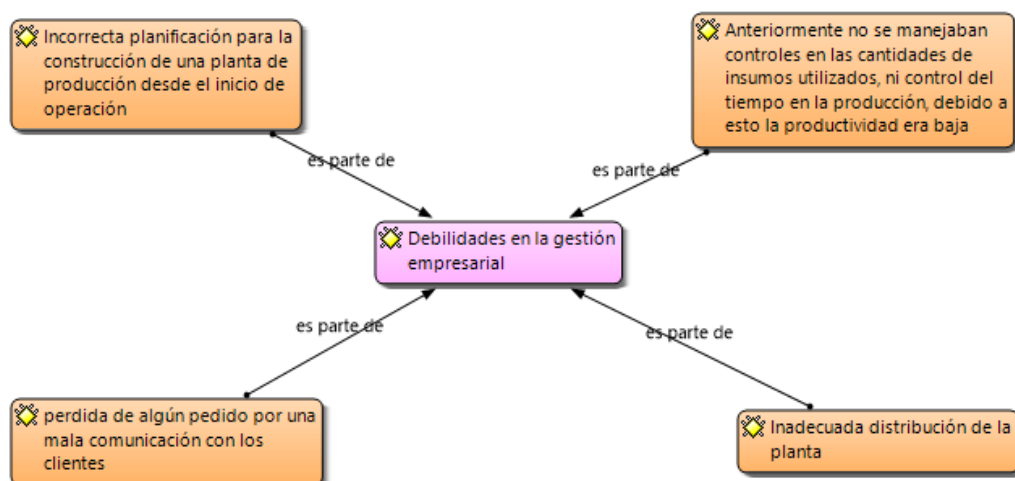 Incorrecta planificación para la
construcción de una planta de
producción desde el inicio de
operación
Anteriormente no se manejaban
controles en las cantidades de
insumos utilizados, ni control del
tiempo en la producción, debido a
esto la productividad era baja
es parte de
es parte de
Debilidades en la gestión
empresarial
es parte de
es parte de
perdida de algún pedido por una
mala comunicación con los
clientes
Inadecuada distribución de la
planta